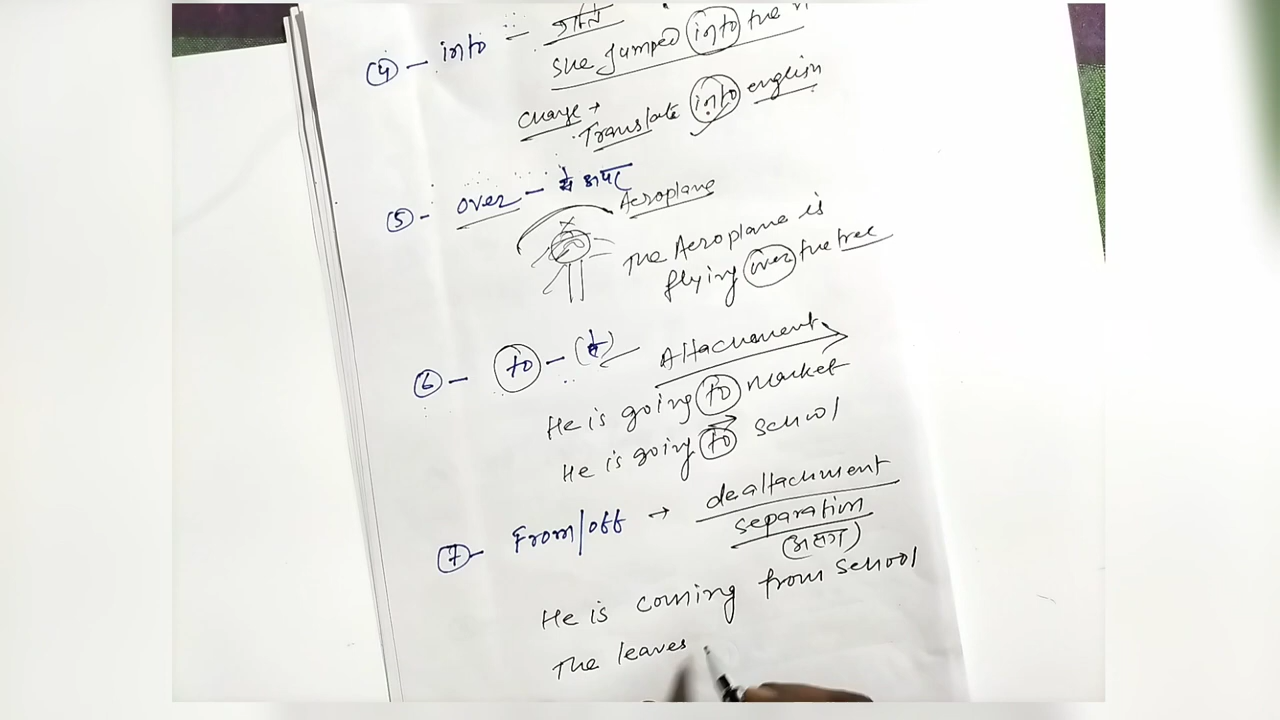 ④ - into -
She Jumped into the
Change →
Translate into english
⑤ - over - से ऊपर
Aeroplane
The Aeroplane is
flying over the tree
⑥ - to - Attachment
He is going to market
He is going to School
⑦ - From/off → deattachment
separation
(अलग)
He is coming from School
The leaves